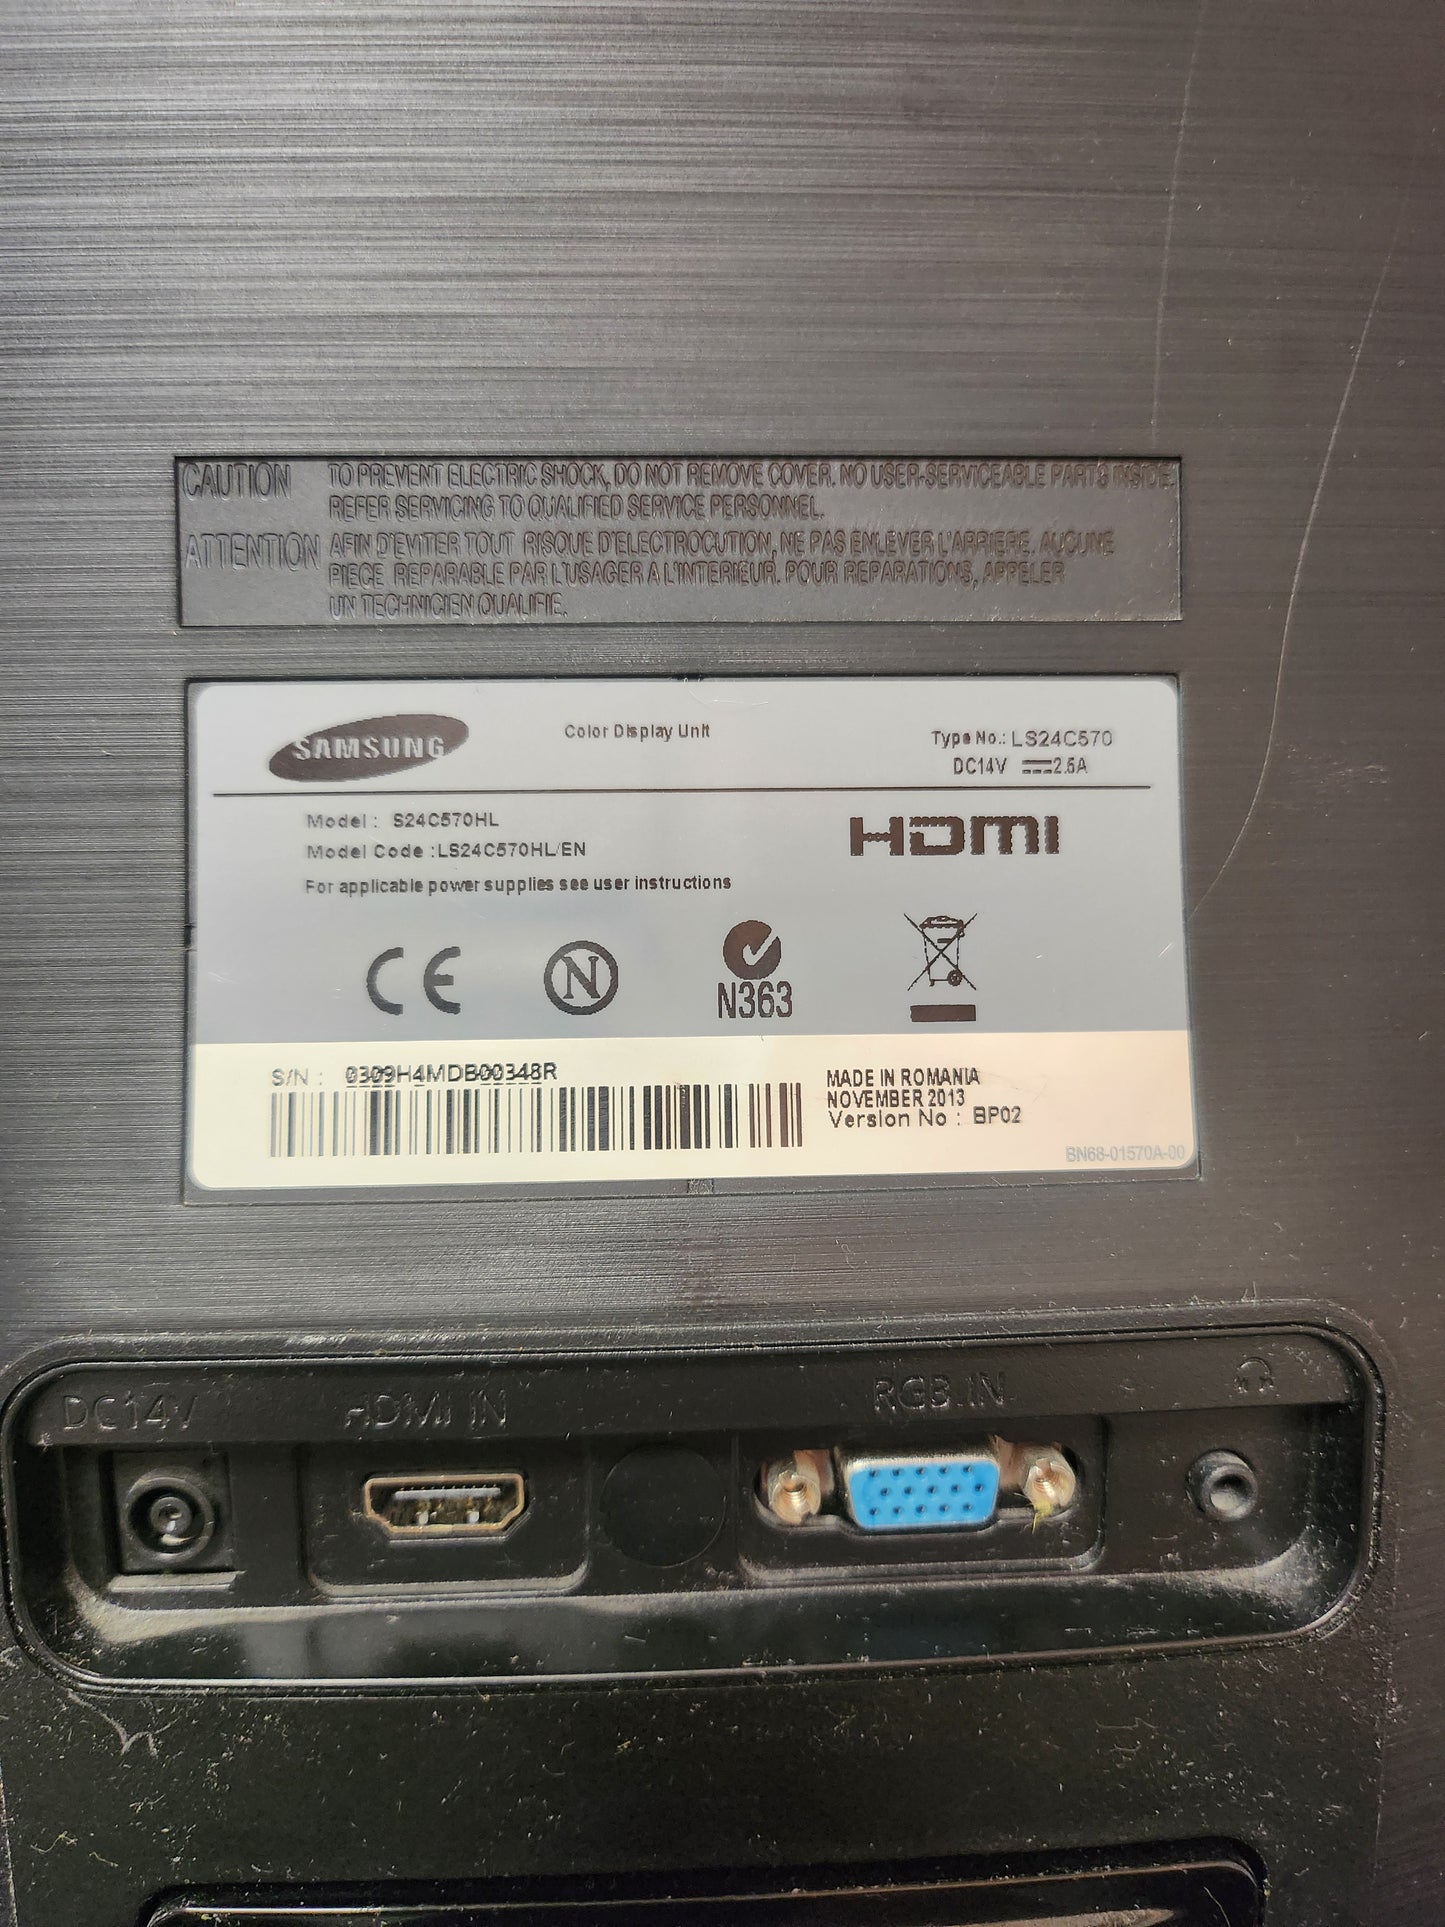 CAUTION TO PREVENT ELECTRIC SHOCK, DO NOT REMOVE COVER. NO USER-SERVICEABLE PARTS INSIDE.
REFER SERVICING TO QUALIFIED SERVICE PERSONNEL.
ATTENTION AFIN D'EVITER TOUT RISQUE D'ELECTROCUTION, NE PAS ENLEVER L'ARRIERE. AUCUNE
PIECE REPARABLE PAR L'USAGER A L'INTERIEUR. POUR REPARATIONS, APPELER
UN TECHNICIEN QUALIFIE.
SAMSUNG Color Display Unit Type No.: LS24C570
DC14V 2.5A
Model : S24C570HL
HDMI
Model Code :LS24C570HL/EN
For applicable power supplies see user instructions
CE N N363
S/N : 0309H4MDB00348R
MADE IN ROMANIA
NOVEMBER 2013
Version No : BP02
BN68-01570A-00
DC14V HDMI IN RGB IN